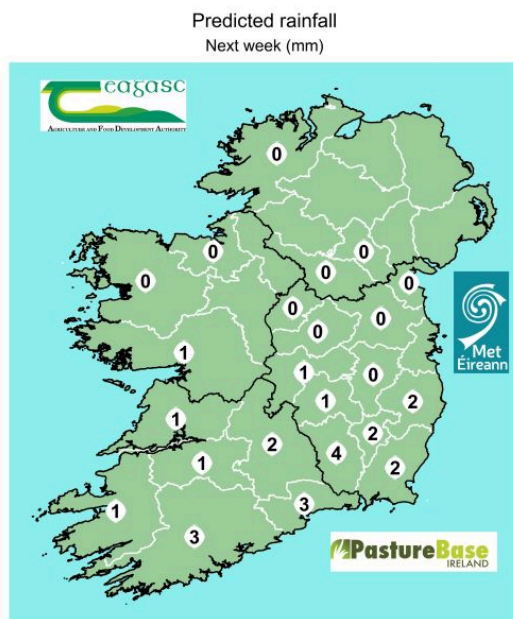 Predicted rainfall
Next week (mm)
eagasc
AGRICULTURE AND FOOD DEVELOPMENT AUTHORITY
0
0
0
0
0
0
0
0
0
Met
Éireann
1
1
0
1
2
1
2
2
1
4
2
1
3
3
PastureBase
IRELAND